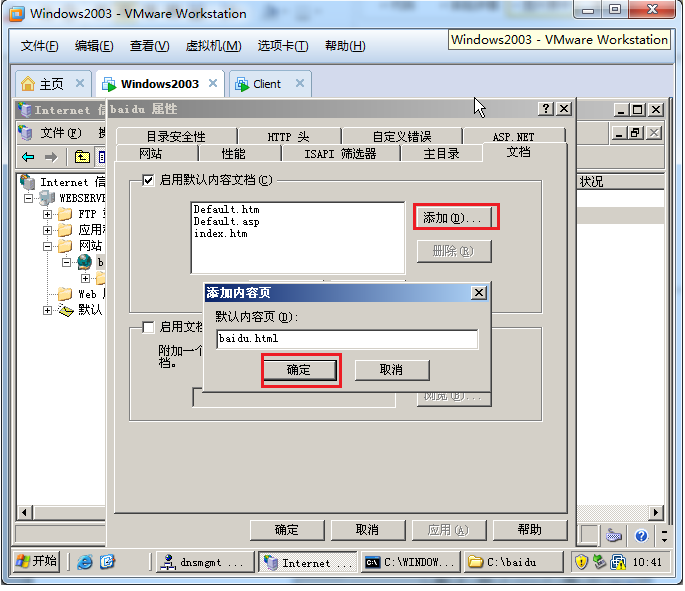 Windows2003 - VMware Workstation
文件(F) 编辑(E) 查看(V) 虚拟机(M) 选项卡(T) 帮助(H)
Windows2003 - VMware Workstation
主页 Windows2003 Client
Internet 信
baidu 属性
文件(F)
目录安全性 HTTP 头 自定义错误 ASP.NET
网站 性能 ISAPI 筛选器 主目录 文档
Internet 信
状况
WEBSERV
FTP
应用
网站
b
Web
默认
启用默认内容文档(C)
Default.htm
Default.asp
index.htm
添加(D)...
删除(R)
添加内容页
默认内容页(D):
baidu.html
确定 取消
启用文档
附加一个
档。
浏览(B)...
确定 取消 应用(A) 帮助
开始 dnsmgmt ... Internet ... C:\WINDOW... C:\baidu 10:41